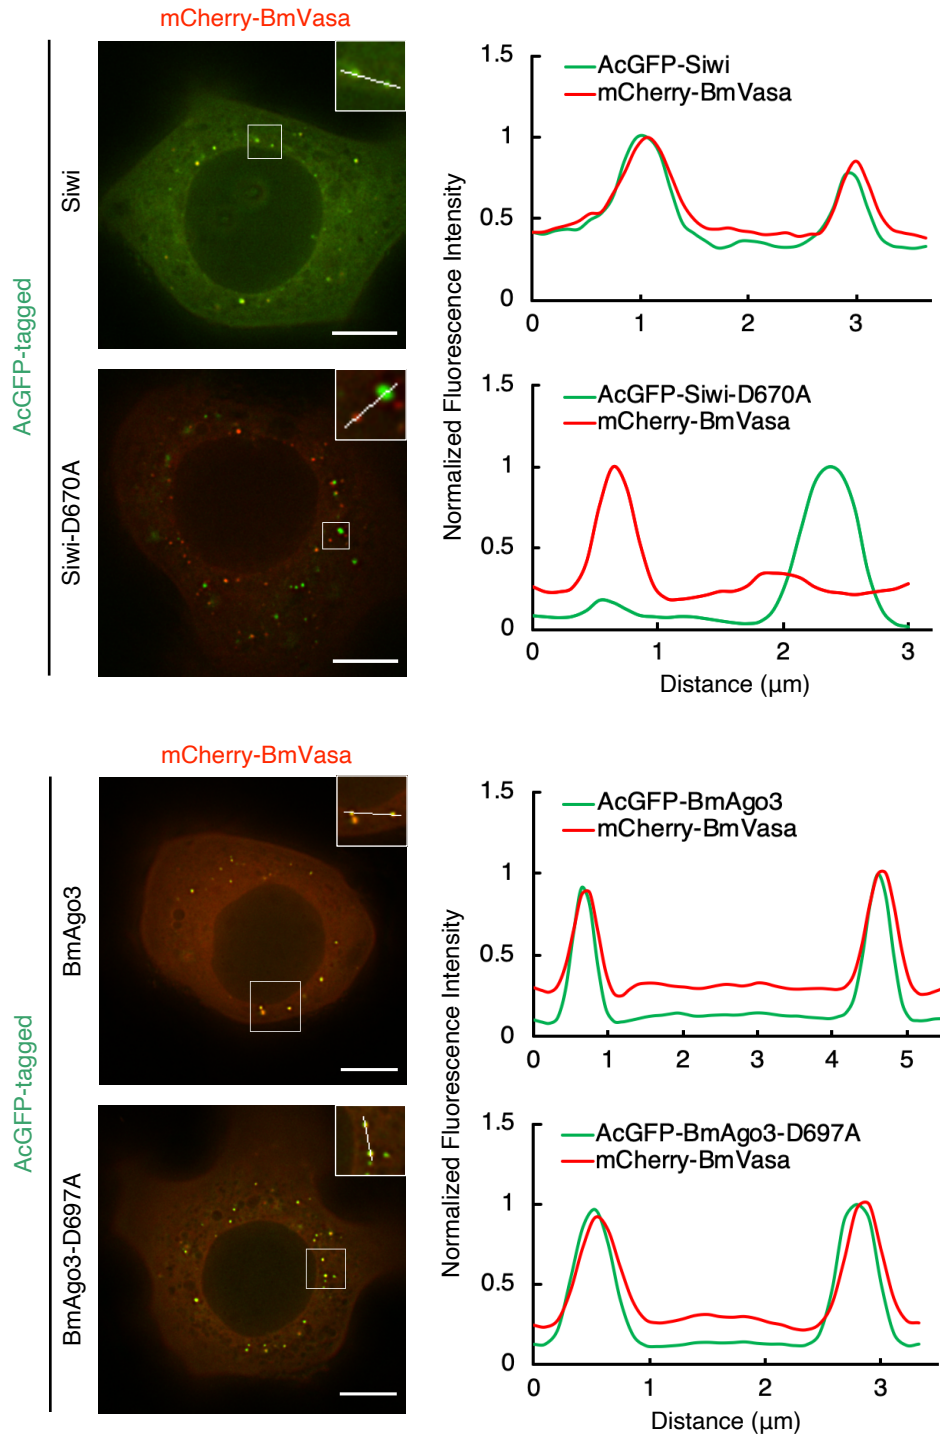 mCherry-BmVasa
AcGFP-tagged
Siwi
Siwi-D670A
Normalized Fluorescence Intensity
AcGFP-Siwi
mCherry-BmVasa
1.5
1
0.5
0
0 1 2 3
AcGFP-Siwi-D670A
mCherry-BmVasa
1.5
1
0.5
0
0 1 2 3
Distance (µm)
mCherry-BmVasa
AcGFP-tagged
BmAgo3
BmAgo3-D697A
Normalized Fluorescence Intensity
AcGFP-BmAgo3
mCherry-BmVasa
1.5
1
0.5
0
0 1 2 3 4 5
AcGFP-BmAgo3-D697A
mCherry-BmVasa
1.5
1
0.5
0
0 1 2 3
Distance (µm)